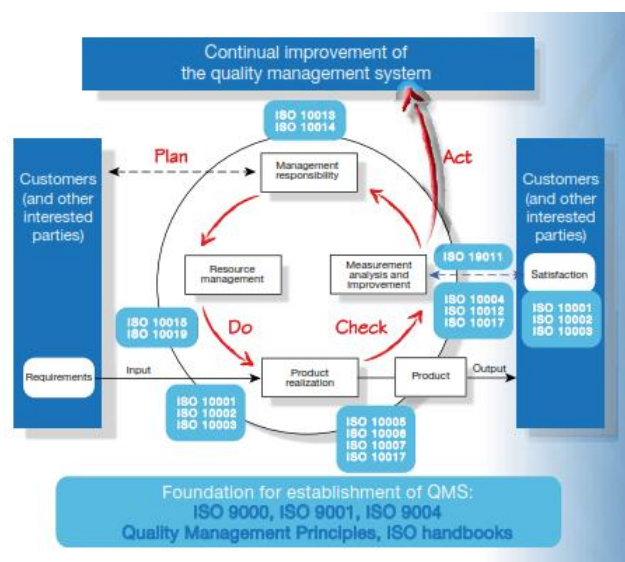 Continual improvement of
the quality management system
ISO 10013
ISO 10014
Plan
Act
Customers
(and other
interested
parties)
Management
responsibility
Customers
(and other
interested
parties)
Resource
management
Measurement
analysis and
improvement
ISO 19011
Satisfaction
ISO 10004
ISO 10012
ISO 10017
ISO 10001
ISO 10002
ISO 10003
ISO 10015
ISO 10019
Do
Check
Requirements
Input
Product
realization
Product
Output
ISO 10001
ISO 10002
ISO 10003
ISO 10005
ISO 10006
ISO 10007
ISO 10017
Foundation for establishment of QMS:
ISO 9000, ISO 9001, ISO 9004
Quality Management Principles, ISO handbooks